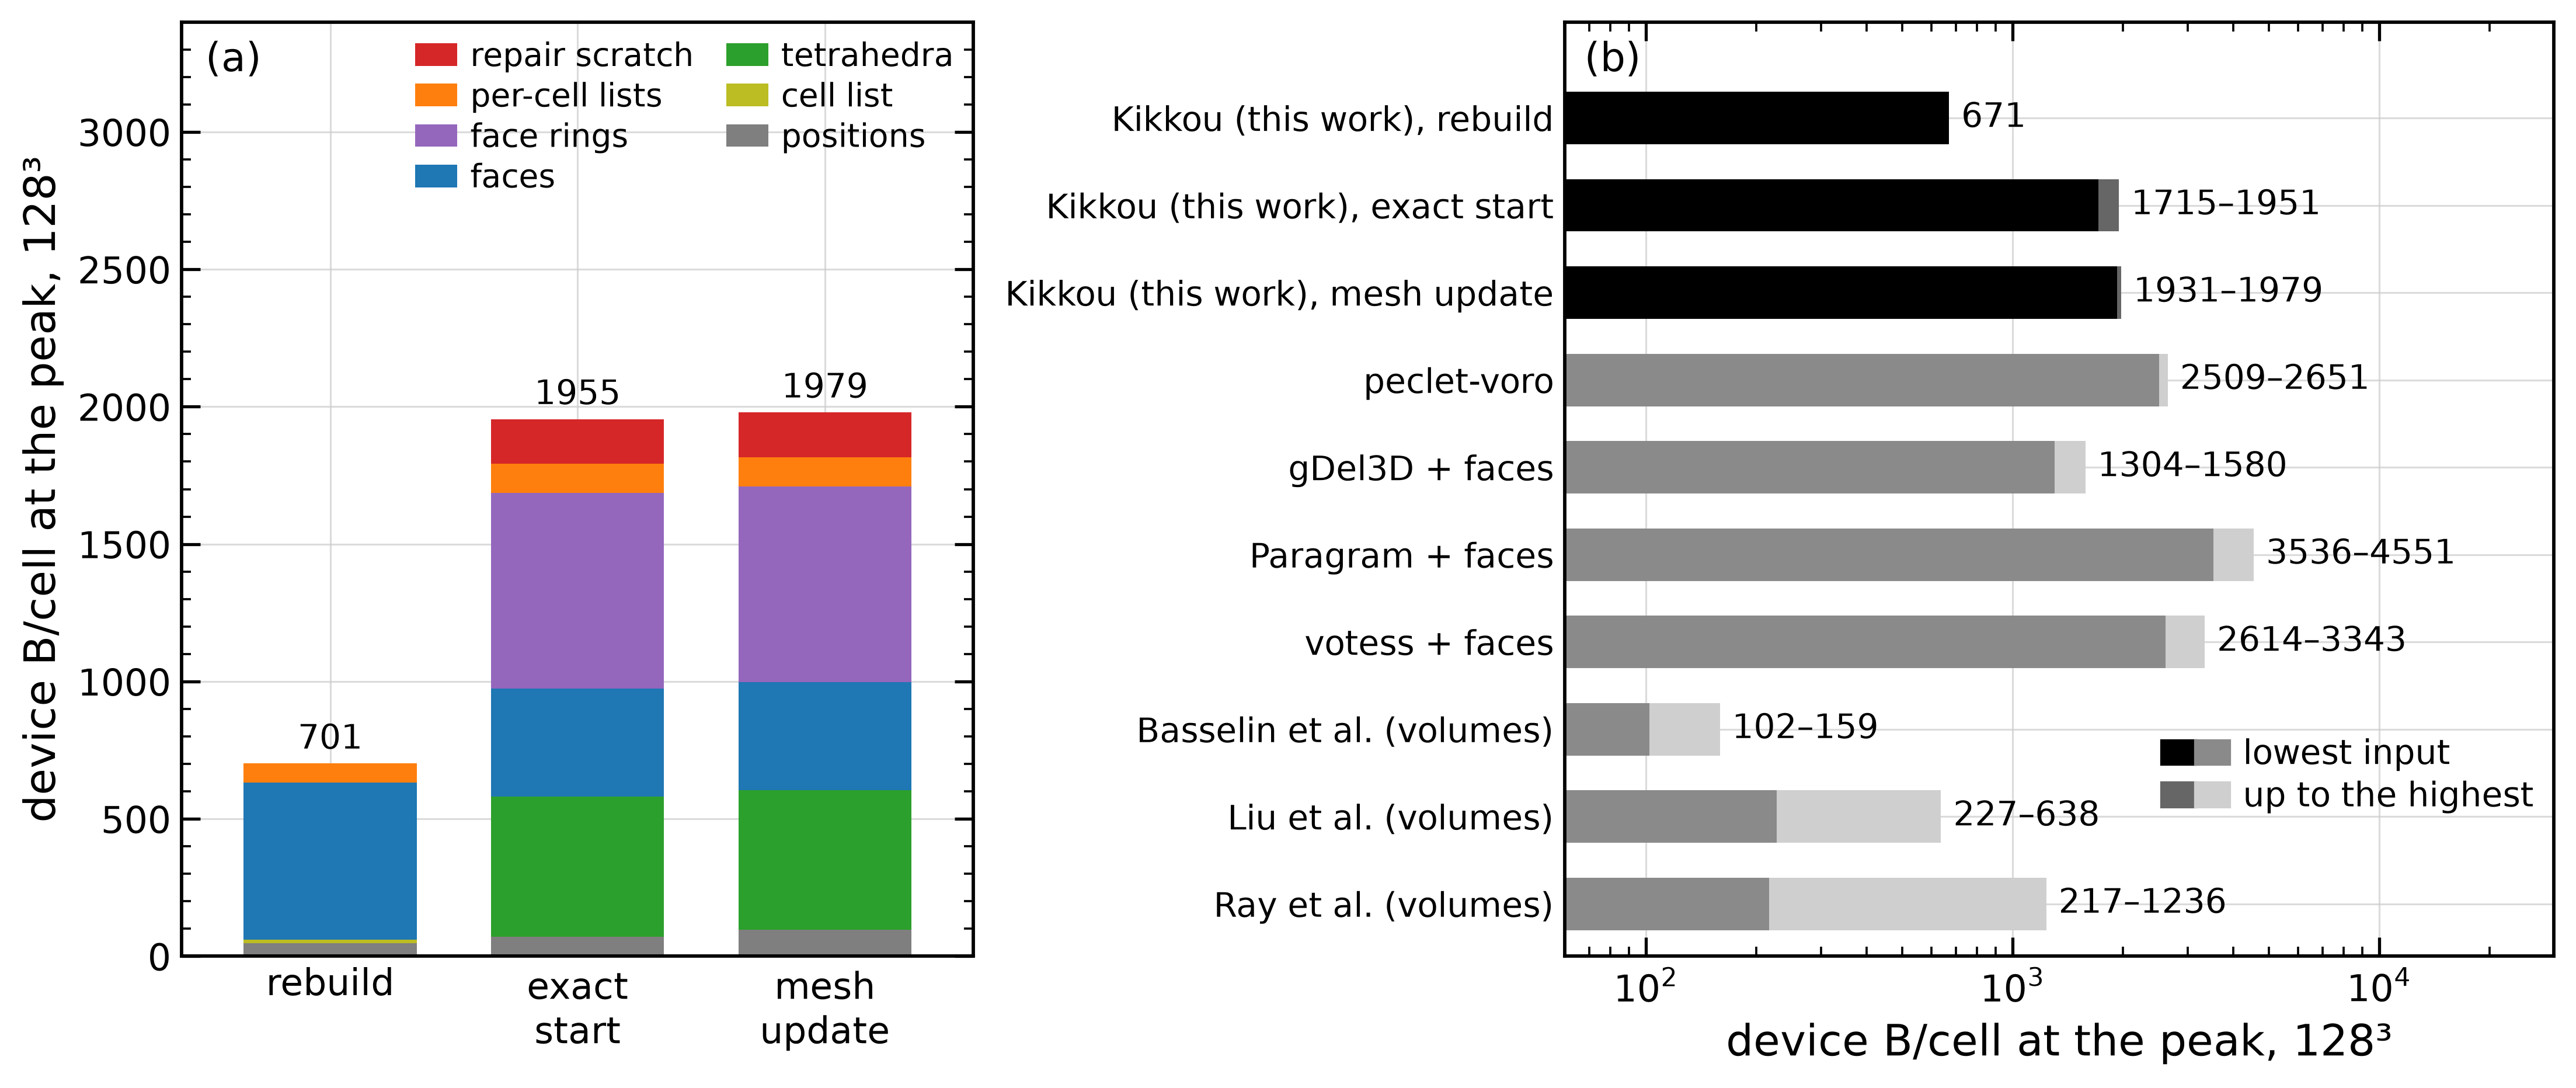 (a)
repair scratch
per-cell lists
face rings
faces
tetrahedra
cell list
positions
device B/cell at the peak, 128³
3000
2500
2000
1500
1000
500
0
701
1955
1979
rebuild
exact
start
mesh
update
(b)
Kikkou (this work), rebuild
671
Kikkou (this work), exact start
1715–1951
Kikkou (this work), mesh update
1931–1979
peclet-voro
2509–2651
gDel3D + faces
1304–1580
Paragram + faces
3536–4551
votess + faces
2614–3343
Basselin et al. (volumes)
102–159
Liu et al. (volumes)
227–638
Ray et al. (volumes)
217–1236
lowest input
up to the highest
10² 10³ 10⁴
device B/cell at the peak, 128³